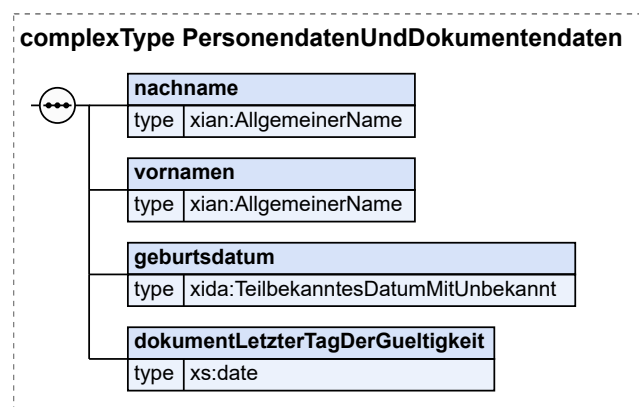 complexType PersonendatenUndDokumentendaten
nachname
type xian:AllgemeinerName
vornamen
type xian:AllgemeinerName
geburtsdatum
type xida:TeilbekanntesDatumMitUnbekannt
dokumentLetzterTagDerGueltigkeit
type xs:date